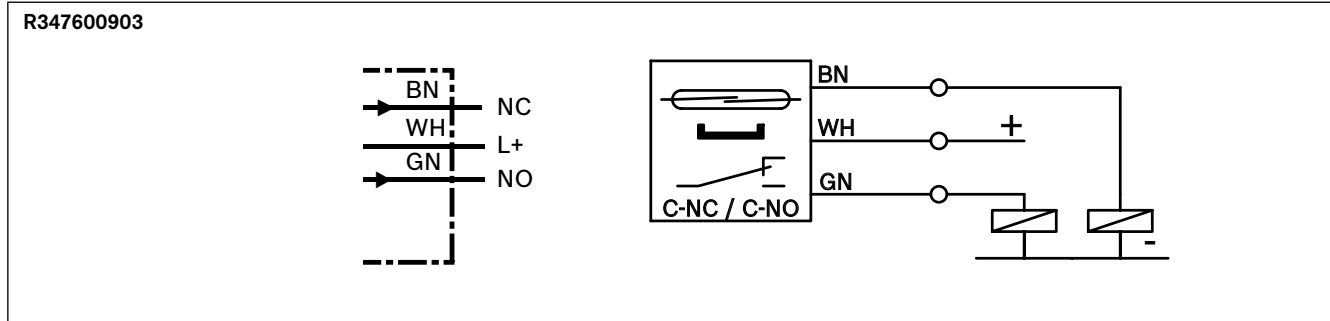 R347600903
BN
NC
WH
L+
GN
NO
BN
WH
+
GN
C-NC / C-NO
-